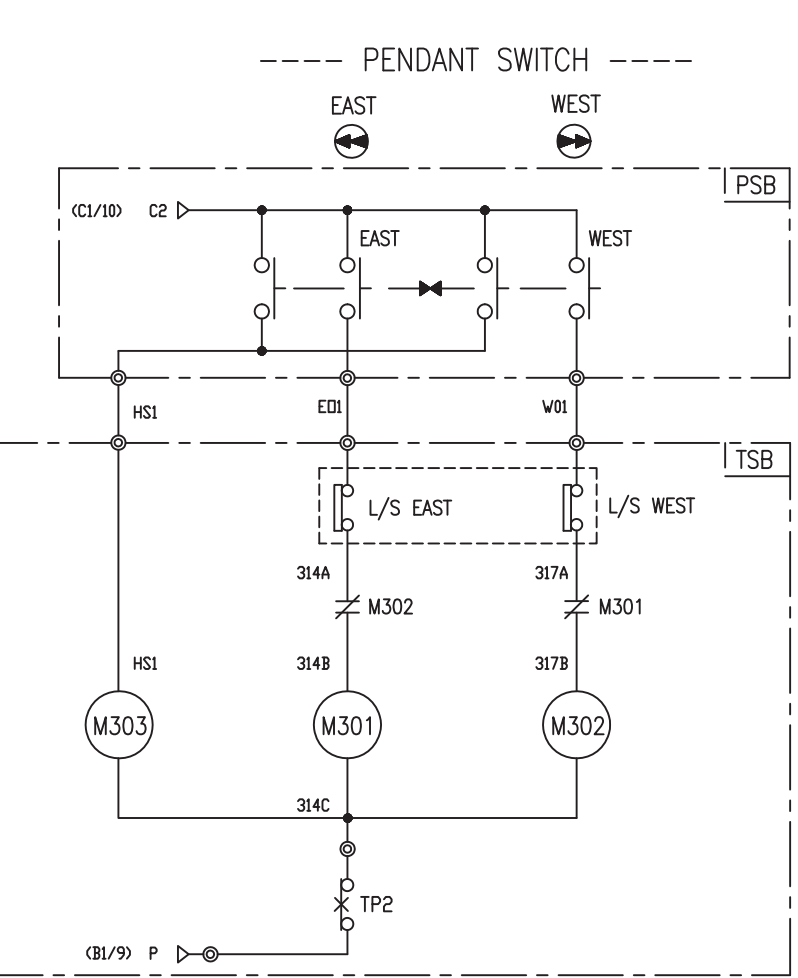 ---- PENDANT SWITCH ----
EAST WEST
PSB
(C1/10) C2
EAST WEST
HS1 E01 W01
TSB
L/S EAST L/S WEST
314A 317A
M302 M301
HS1 314B 317B
M303 M301 M302
314C
TP2
(B1/9) P